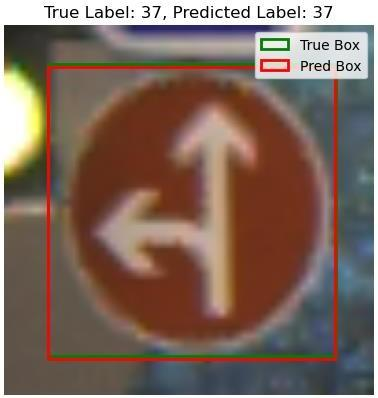 True Label: 37, Predicted Label: 37
True Box
Pred Box